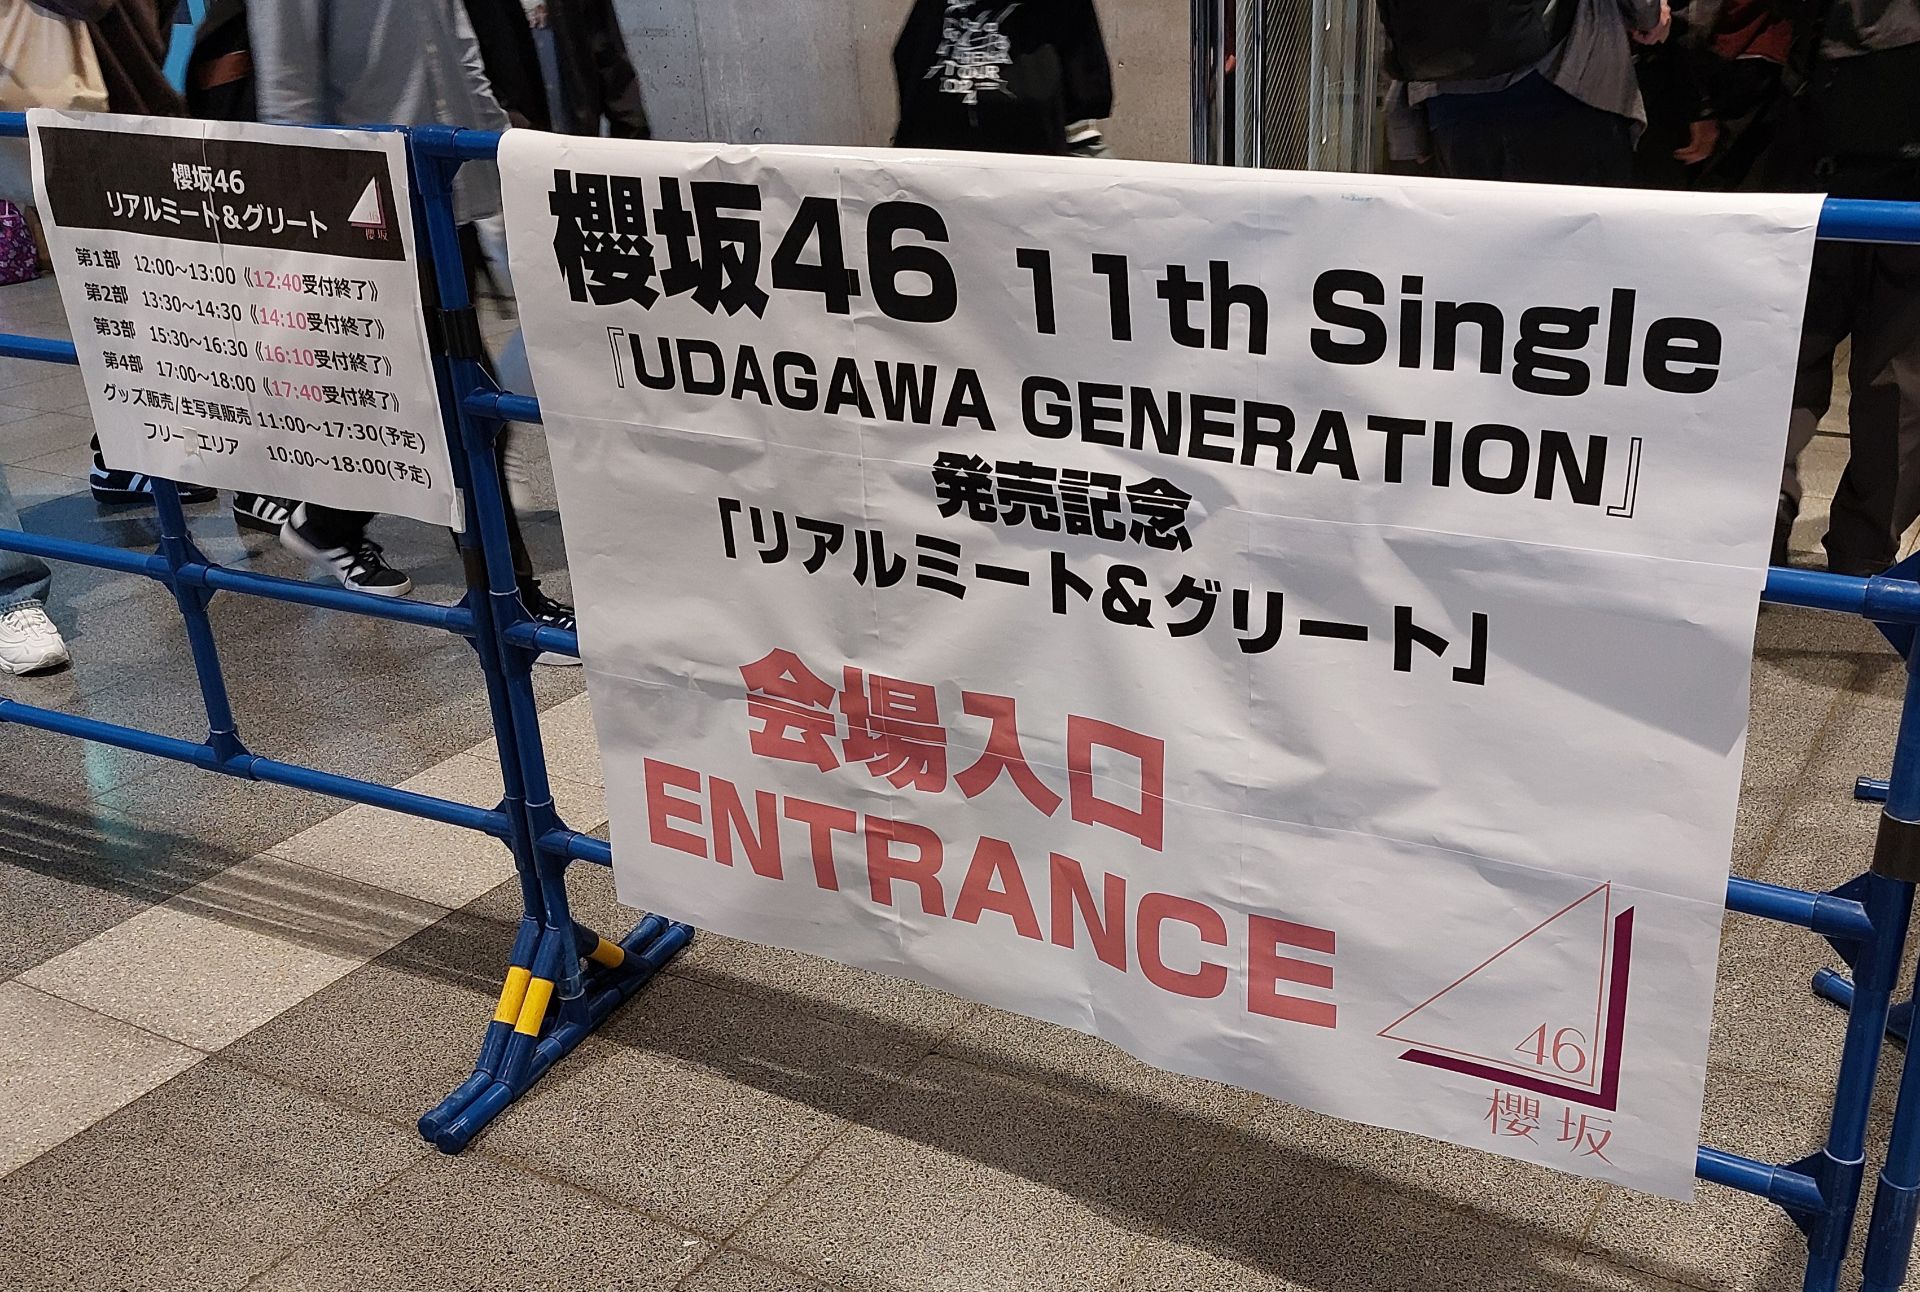 櫻坂46
リアルミート&グリート
46
櫻坂
第1部 12:00～13:00《12:40受付終了》
第2部 13:30～14:30《14:10受付終了》
第3部 15:30～16:30《16:10受付終了》
第4部 17:00～18:00《17:40受付終了》
グッズ販売/生写真販売 11:00～17:30(予定)
フリーエリア 10:00～18:00(予定)
櫻坂46 11th Single
『UDAGAWA GENERATION』
発売記念
「リアルミート&グリート」
会場入口
ENTRANCE
46
櫻坂
TOUR